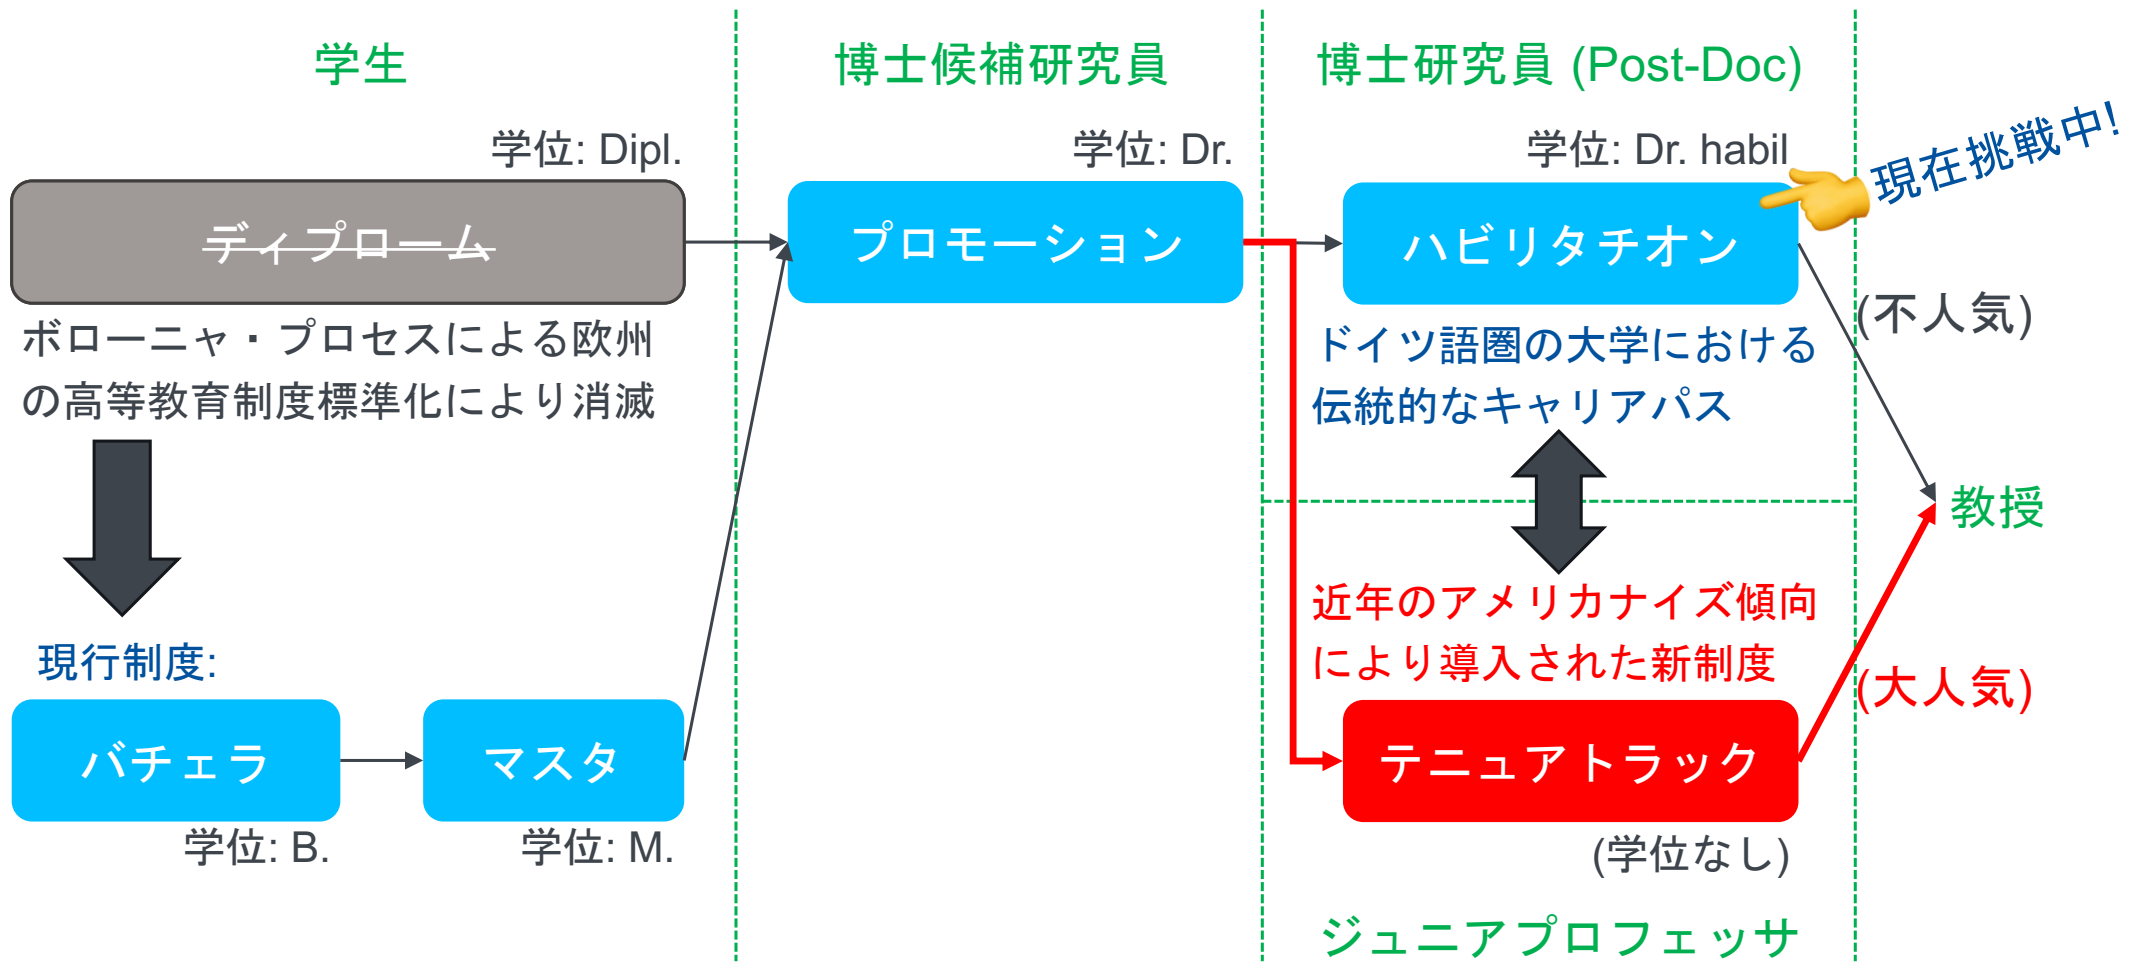 学生
博士候補研究員
博士研究員 (Post-Doc)
学位: Dipl.
学位: Dr.
学位: Dr. habil
現在挑戦中!
ディプローム
プロモーション
ハビリタチオン
(不人気)
ボローニャ・プロセスによる欧州
の高等教育制度標準化により消滅
ドイツ語圏の大学における
伝統的なキャリアパス
教授
近年のアメリカナイズ傾向
により導入された新制度
現行制度:
(大人気)
バチェラ
マスタ
テニュアトラック
学位: B.
学位: M.
(学位なし)
ジュニアプロフェッサ